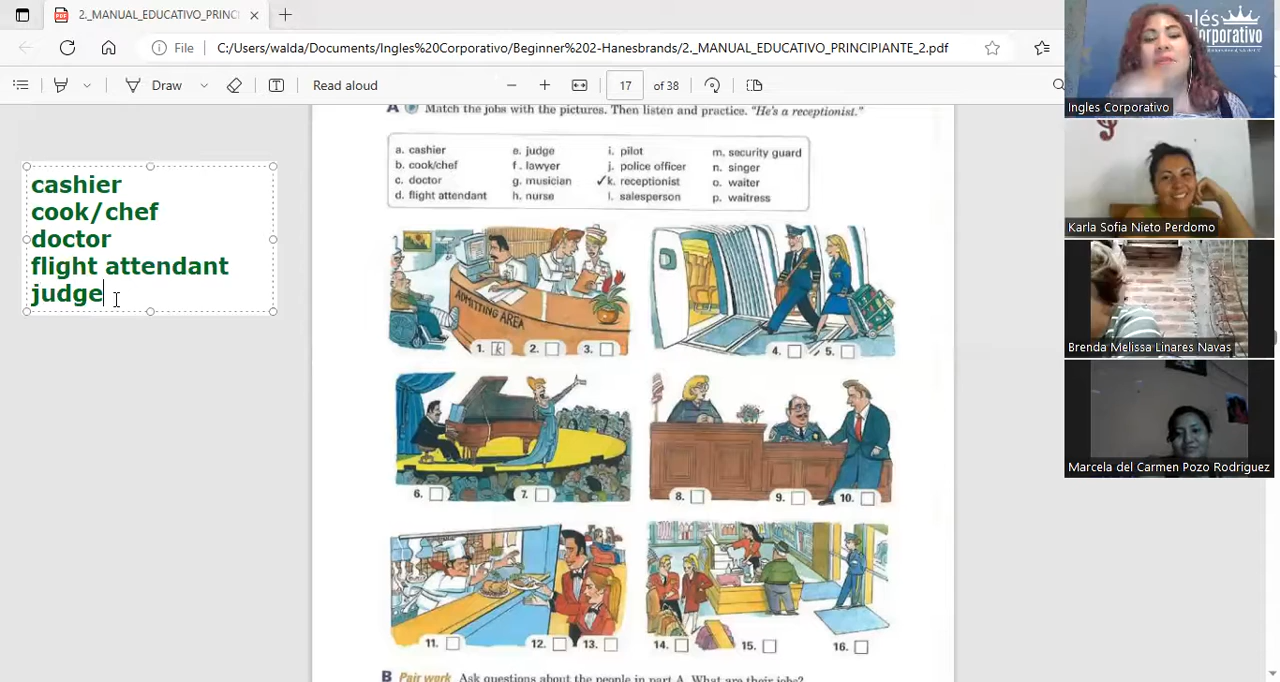 2._MANUAL_EDUCATIVO_PRINCI
File
C:/Users/walda/Documents/Ingles%20Corporativo/Beginner%202-Hanesbrands/2._MANUAL_EDUCATIVO_PRINCIPIANTE_2.pdf
Draw
Read aloud
17
of 38
A Match the jobs with the pictures. Then listen and practice. "He's a receptionist."
a. cashier
b. cook/chef
c. doctor
d. flight attendant
e. judge
f. lawyer
g. musician
h. nurse
i. pilot
j. police officer
✓k. receptionist
l. salesperson
m. security guard
n. singer
o. waiter
p. waitress
cashier
cook/chef
doctor
flight attendant
judge
ADMITTING AREA
1. k 2. 3.
4. 5.
6. 7.
8. 9. 10.
11. 12. 13.
14. 15. 16.
B Pair work Ask questions about the people in part A. What are their jobs?
glés
orporativo
Ingles Corporativo
Karla Sofia Nieto Perdomo
Brenda Melissa Linares Navas
Marcela del Carmen Pozo Rodriguez